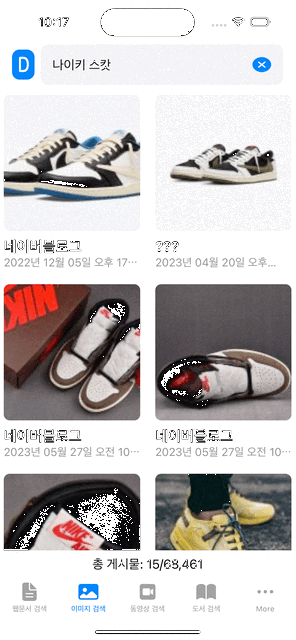 10:17
D
나이키 스캇
네이버블로그
2022년 12월 05일 오후 17…
???
2023년 04월 20일 오후…
네이버블로그
2023년 05월 27일 오전 10…
네이버블로그
2023년 05월 27일 오전 10…
총 게시물: 15/68,461
웹문서 검색
이미지 검색
동영상 검색
도서 검색
More